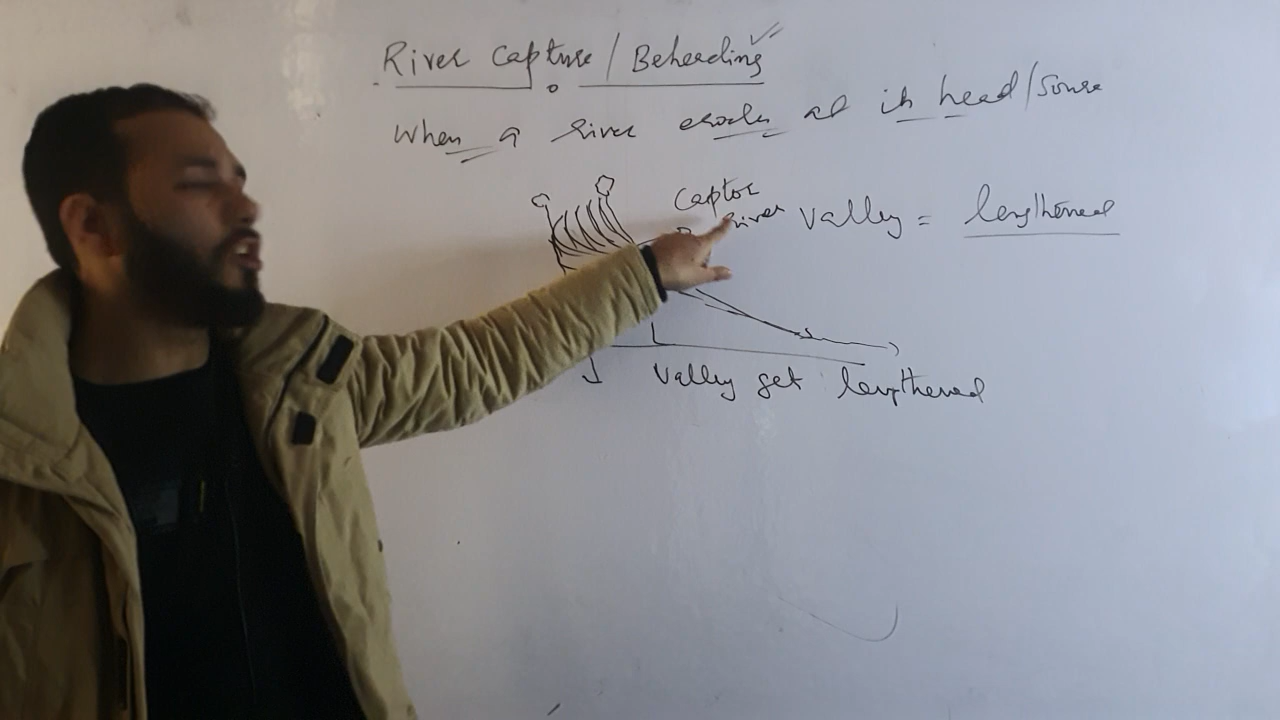 River Capture / Beheading
When a river erodes at its head/Source
Captor
River
Valley = lengthened
Valley get lengthened